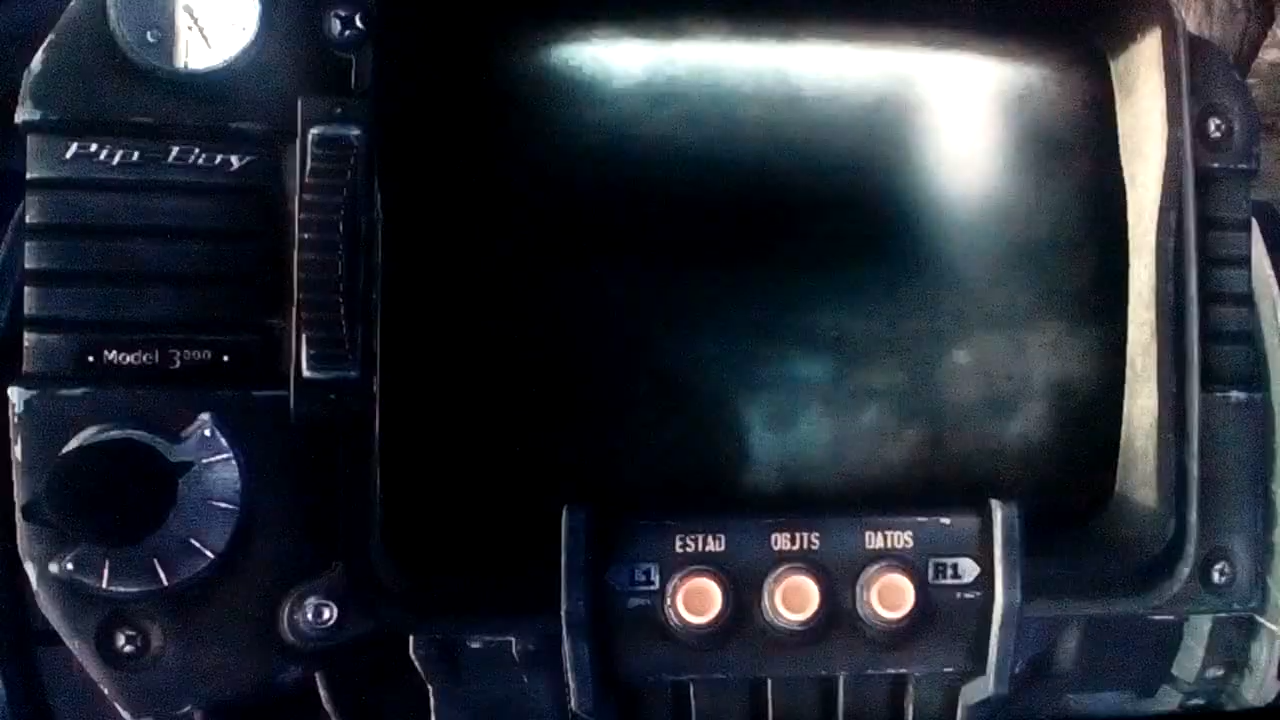 Pip-Boy
• Model 3000 •
ESTAD OBJTS DATOS
R1